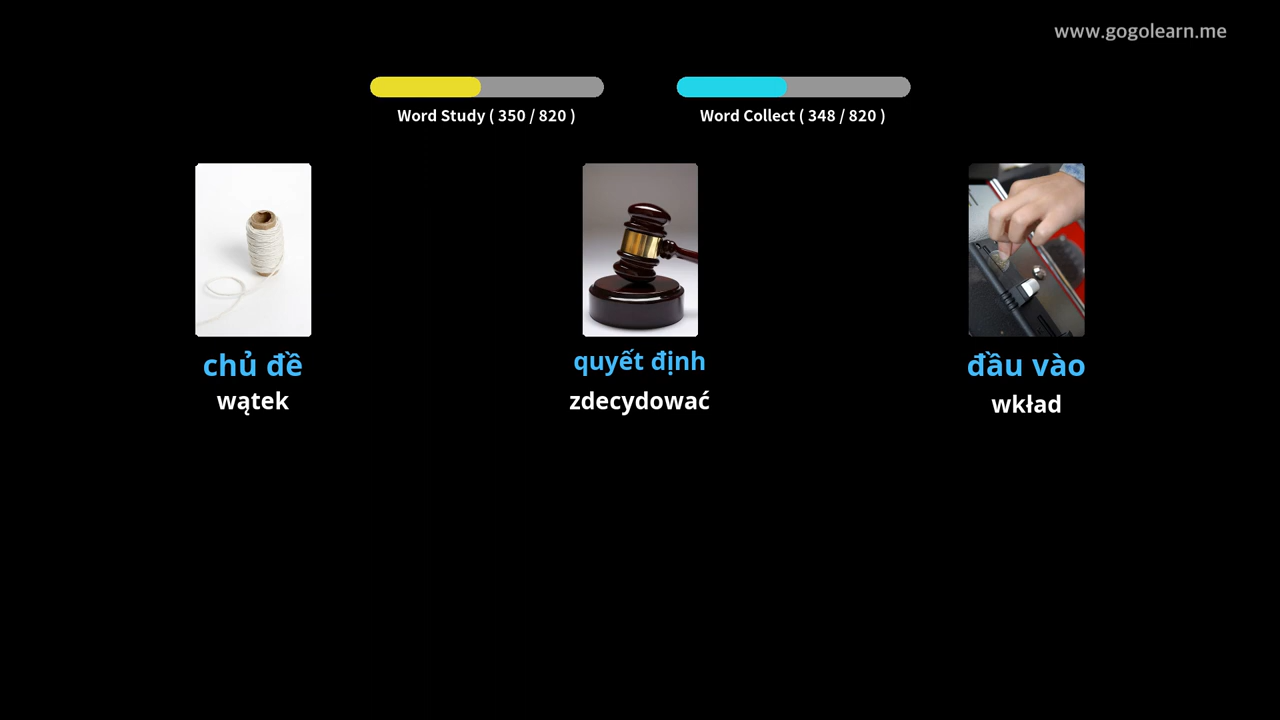 www.gogolearn.me
Word Study ( 350 / 820 )
Word Collect ( 348 / 820 )
chủ đề
wątek
quyết định
zdecydować
đầu vào
wkład